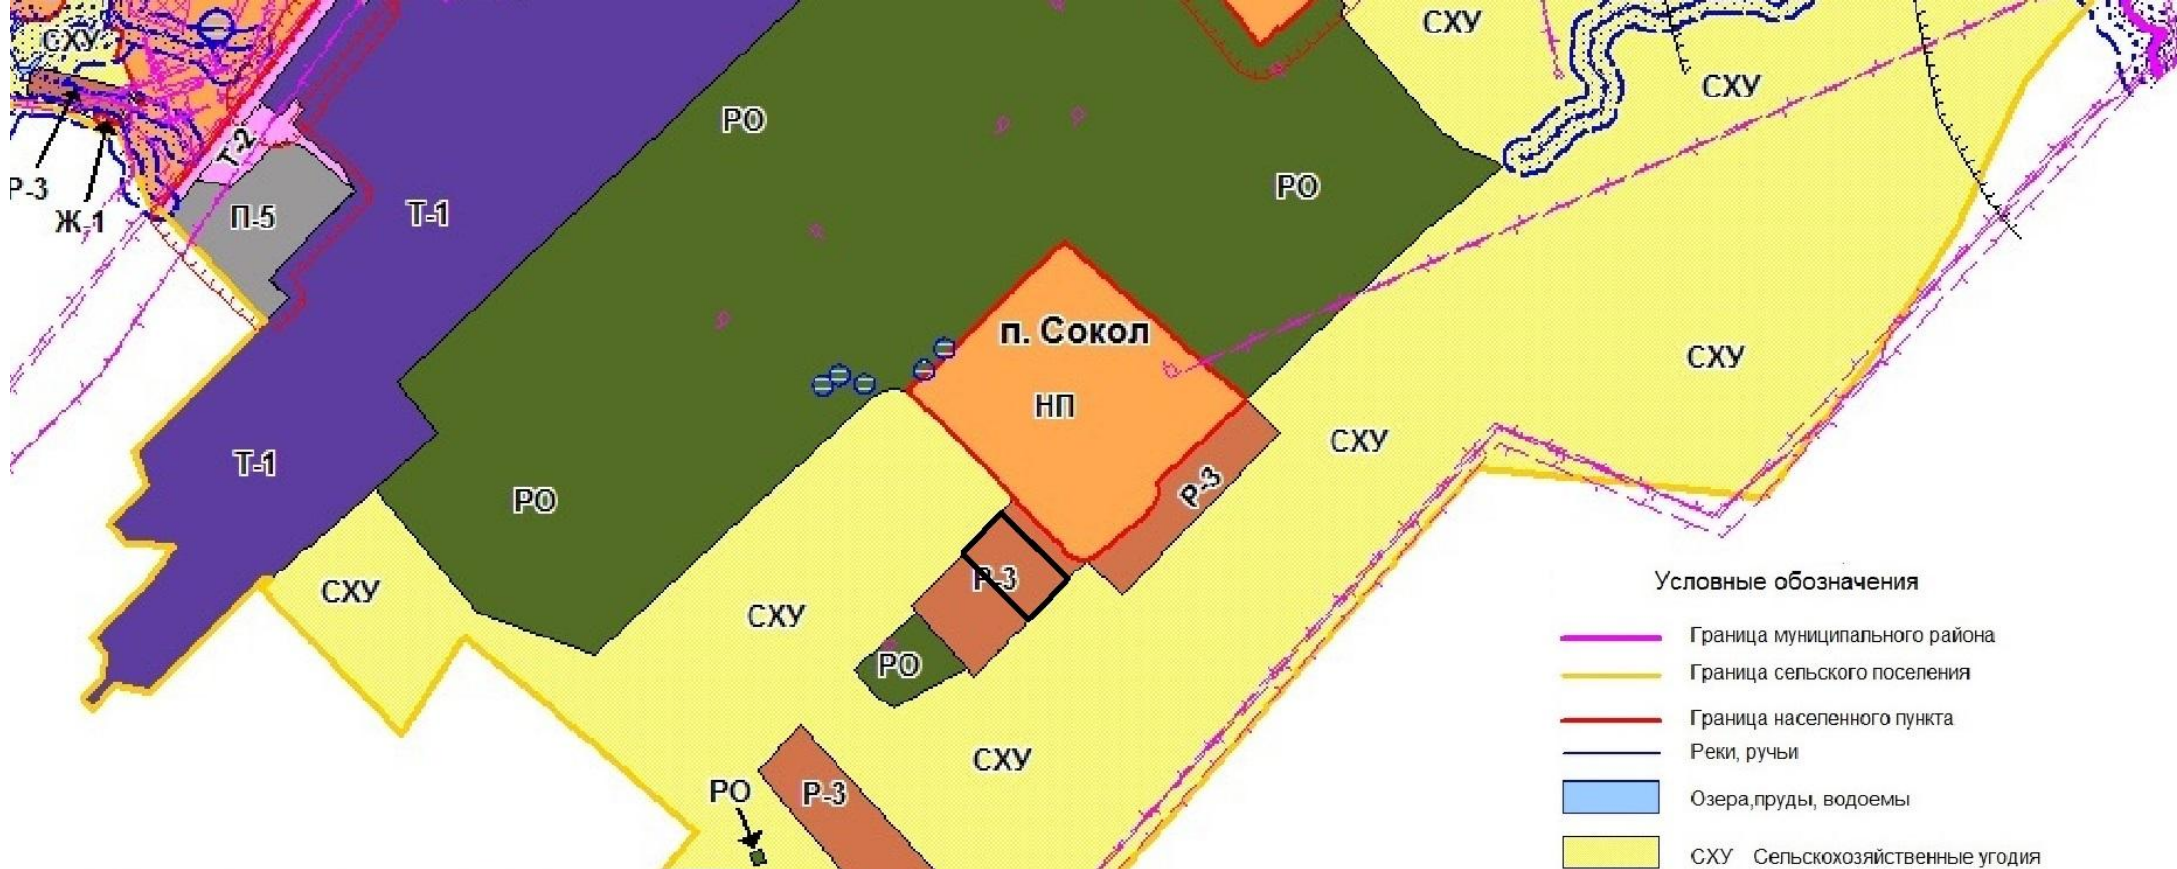 СХУ
СХУ
СХУ
РО
Т-2
РО
Р-3
Ж-1
П-5
Т-1
п. Сокол
СХУ
НП
СХУ
Т-1
РО
Р-3
СХУ
Р-3
СХУ
РО
СХУ
РО
Р-3
Условные обозначения
Граница муниципального района
Граница сельского поселения
Граница населенного пункта
Реки, ручьи
Озера,пруды, водоемы
СХУ Сельскохозяйственные угодия